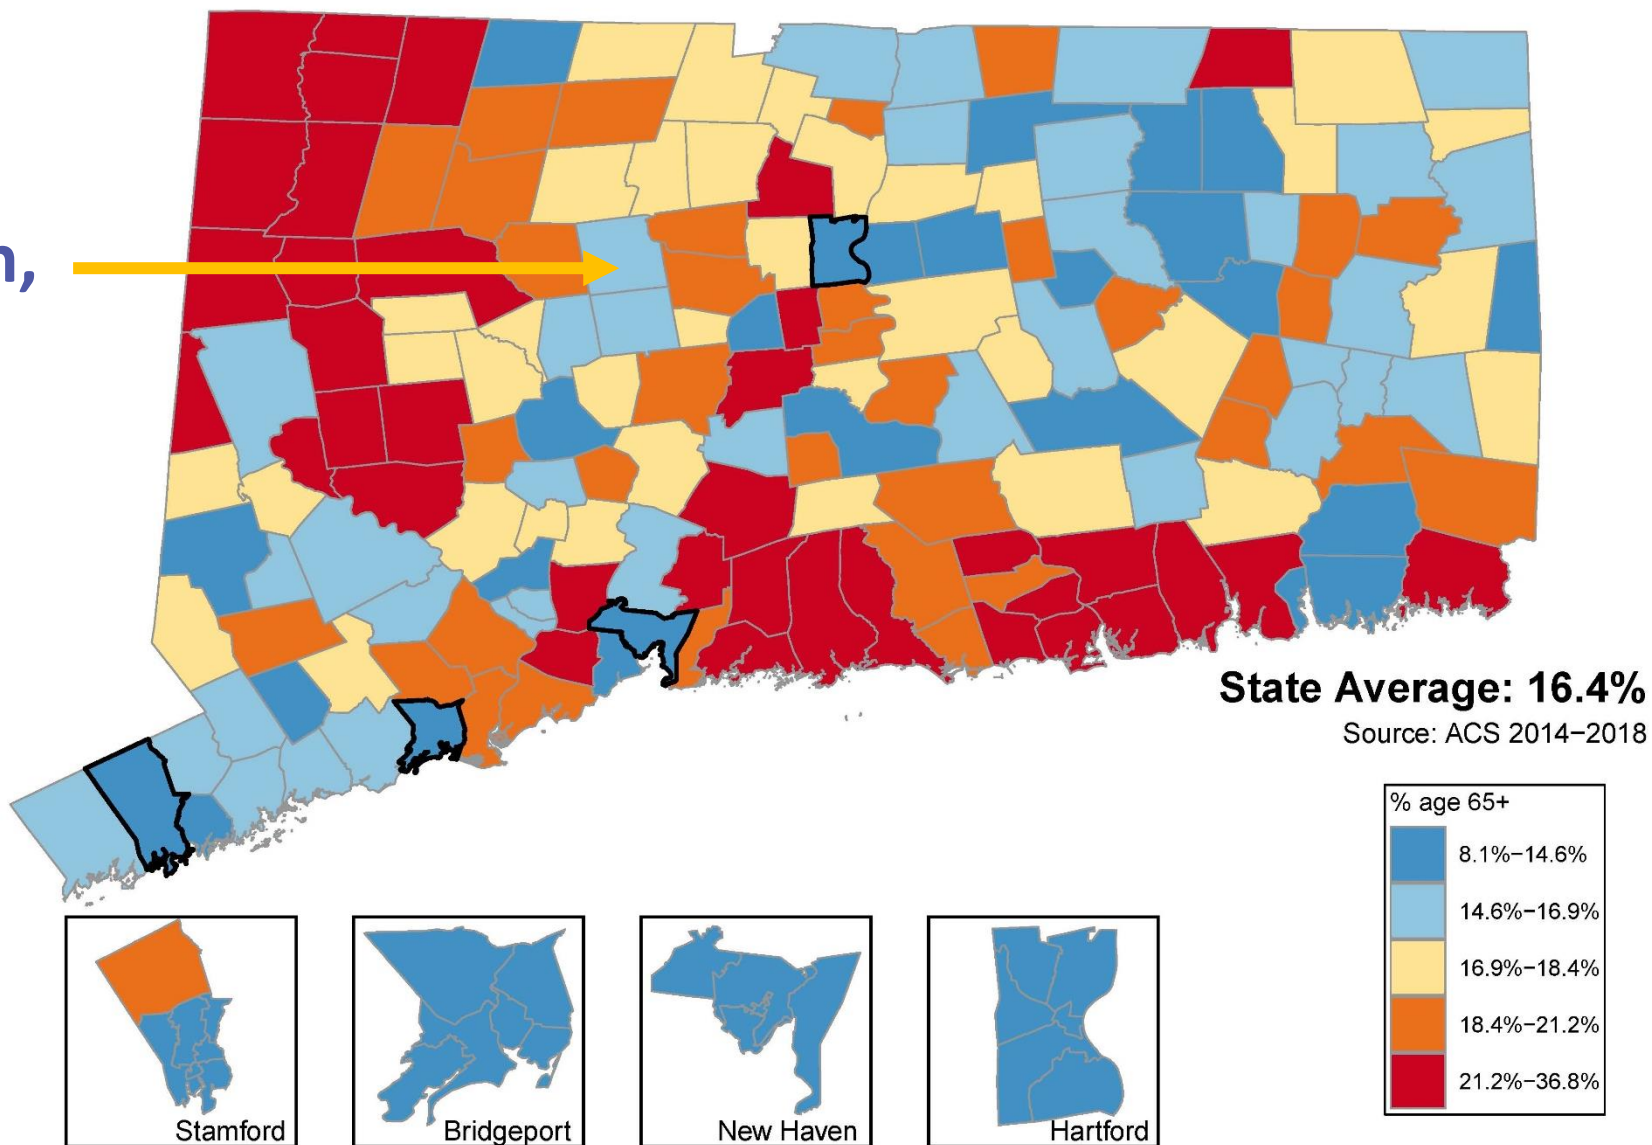 n,
State Average: 16.4%
Source: ACS 2014−2018
% age 65+
8.1%−14.6%
14.6%−16.9%
16.9%−18.4%
18.4%−21.2%
21.2%−36.8%
Stamford
Bridgeport
New Haven
Hartford